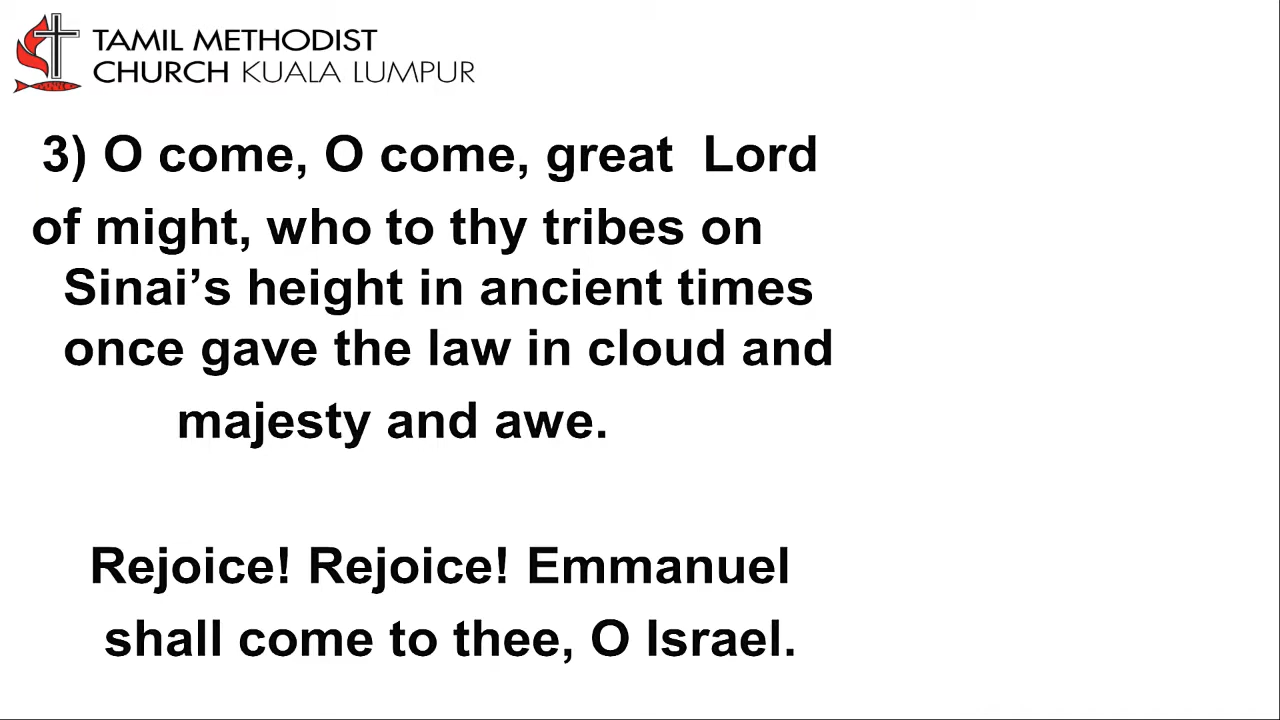 TAMIL METHODIST
CHURCH KUALA LUMPUR
3) O come, O come, great  Lord
of might, who to thy tribes on
Sinai’s height in ancient times
once gave the law in cloud and
majesty and awe.
Rejoice! Rejoice! Emmanuel
shall come to thee, O Israel.